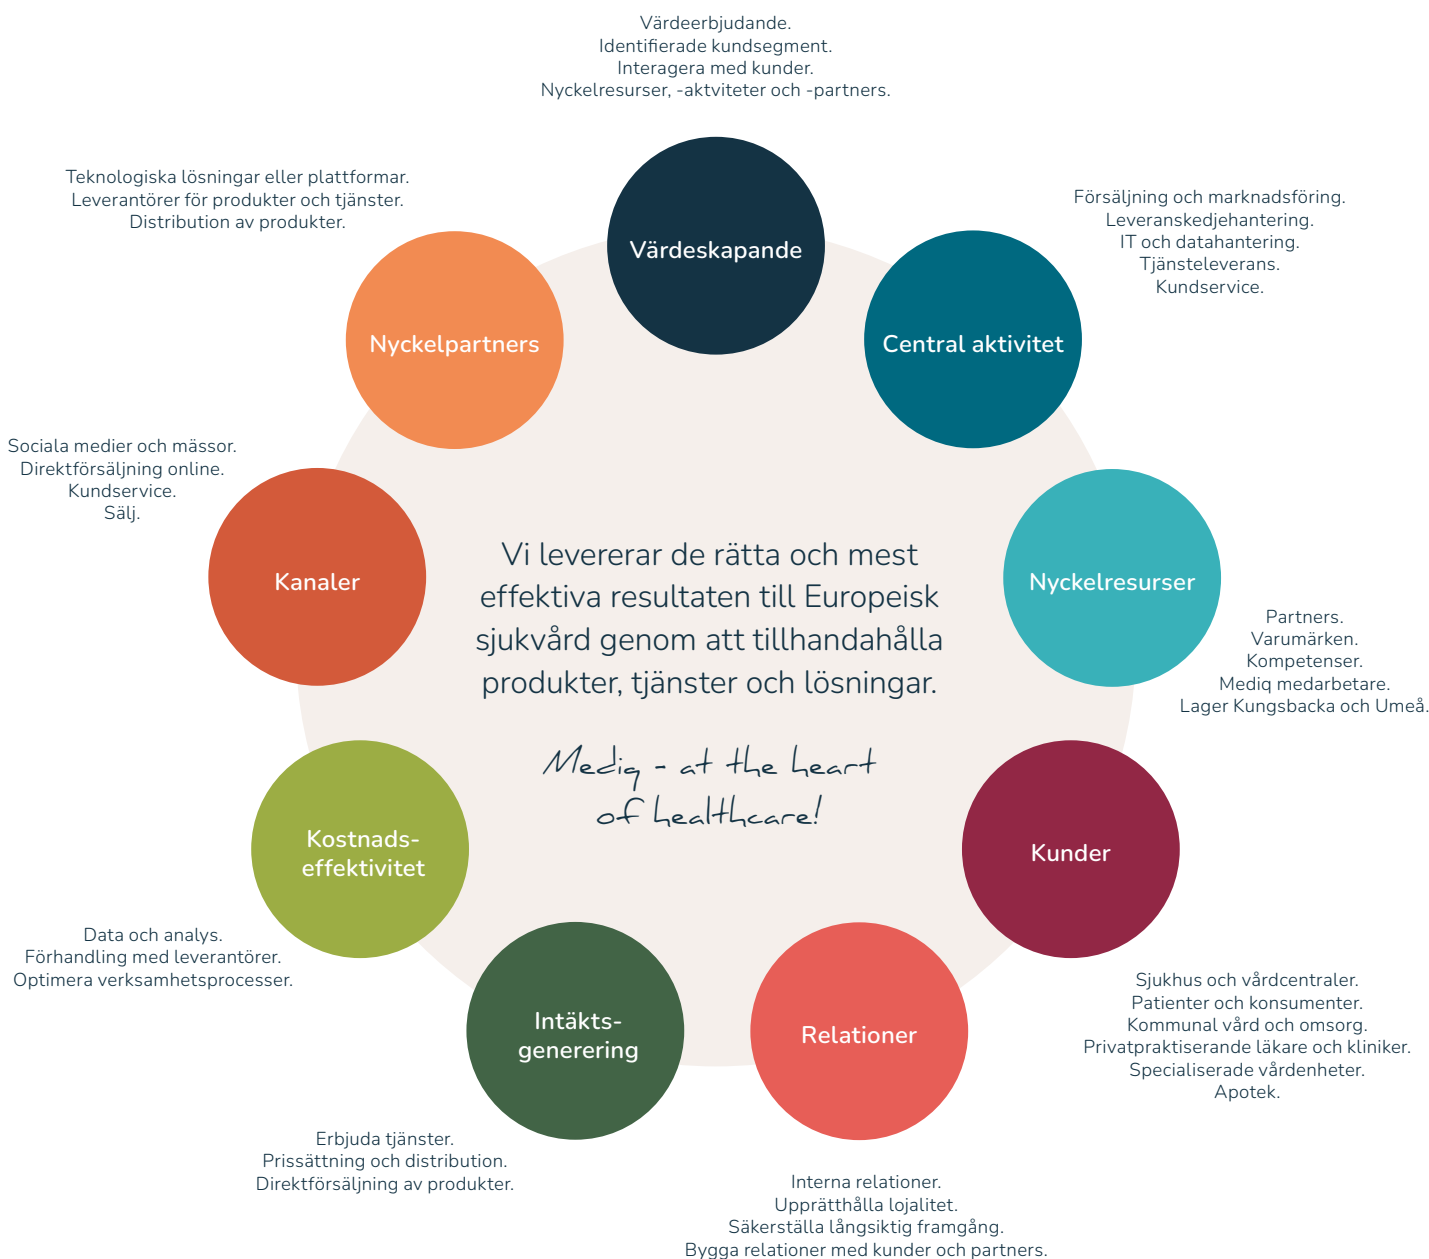 Värdeerbjudande.
Identifierade kundsegment.
Interagera med kunder.
Nyckelresurser, -aktviteter och -partners.
Värdeskapande
Försäljning och marknadsföring.
Leveranskedjehantering.
IT och datahantering.
Tjänsteleverans.
Kundservice.
Central aktivitet
Nyckelresurser
Partners.
Varumärken.
Kompetenser.
Mediq medarbetare.
Lager Kungsbacka och Umeå.
Kunder
Sjukhus och vårdcentraler.
Patienter och konsumenter.
Kommunal vård och omsorg.
Privatpraktiserande läkare och kliniker.
Specialiserade vårdenheter.
Apotek.
Relationer
Interna relationer.
Upprätthålla lojalitet.
Säkerställa långsiktig framgång.
Bygga relationer med kunder och partners.
Intäkts-
generering
Erbjuda tjänster.
Prissättning och distribution.
Direktförsäljning av produkter.
Kostnads-
effektivitet
Data och analys.
Förhandling med leverantörer.
Optimera verksamhetsprocesser.
Sociala medier och mässor.
Direktförsäljning online.
Kundservice.
Sälj.
Kanaler
Teknologiska lösningar eller plattformar.
Leverantörer för produkter och tjänster.
Distribution av produkter.
Nyckelpartners
Vi levererar de rätta och mest
effektiva resultaten till Europeisk
sjukvård genom att tillhandahålla
produkter, tjänster och lösningar.
Mediq - at the heart
of healthcare!